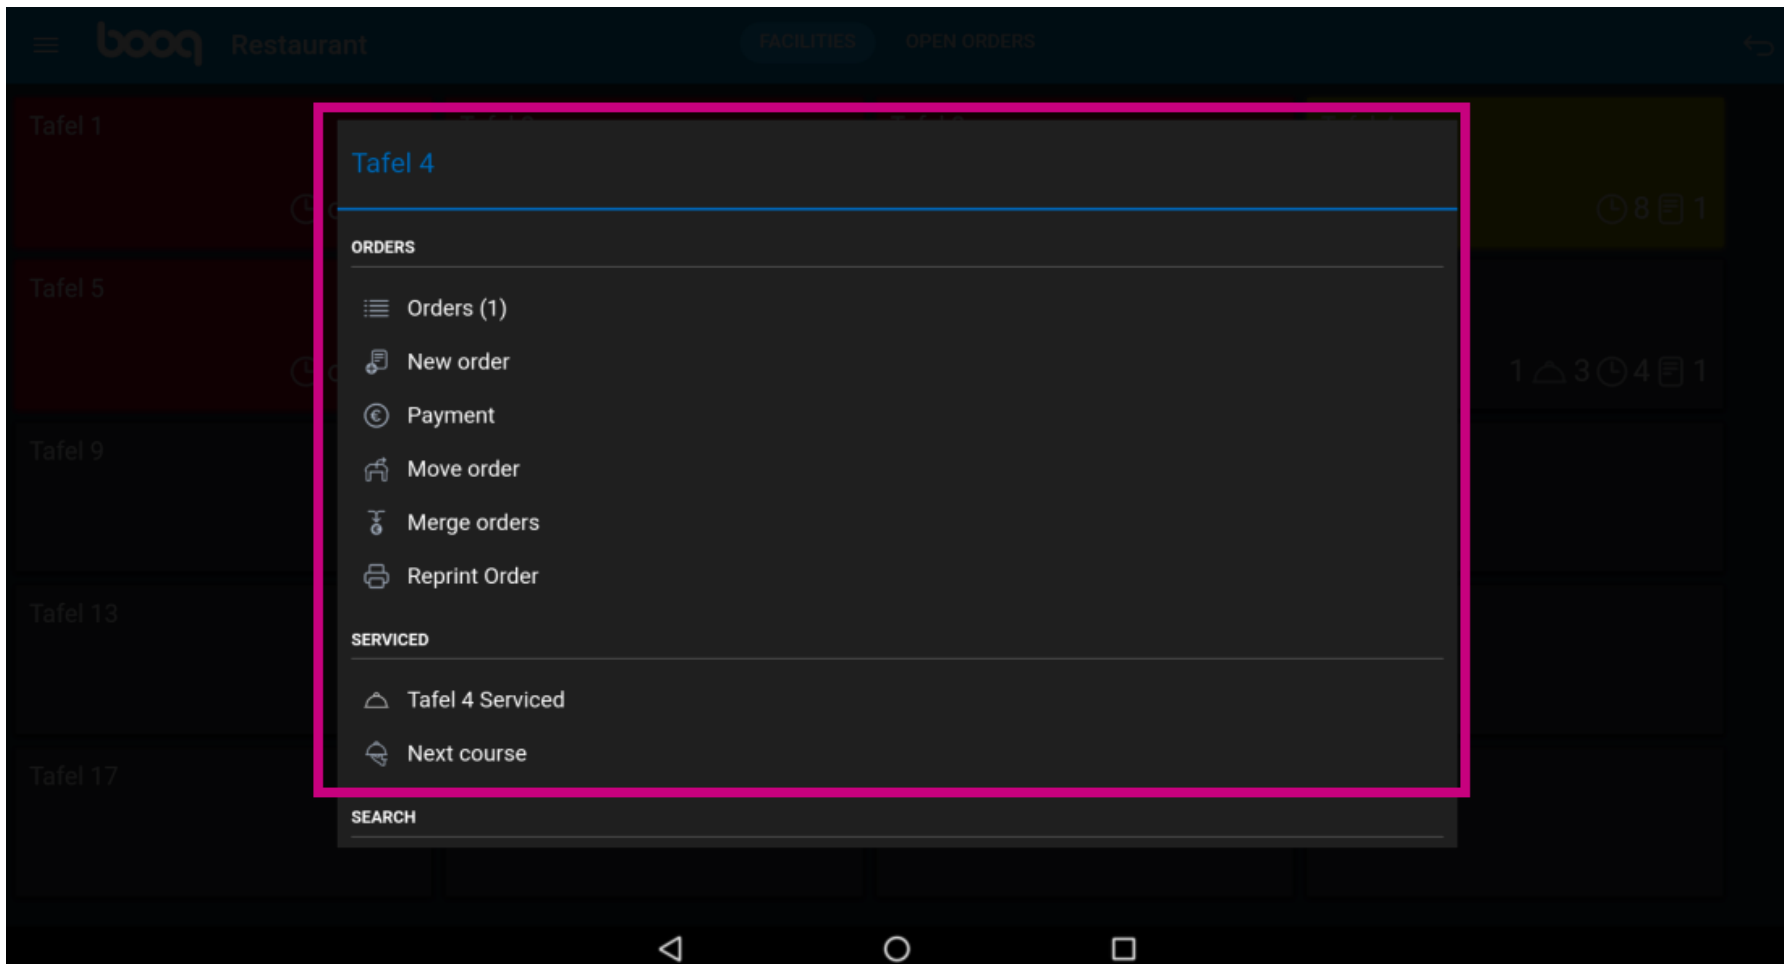 booq Restaurant FACILITIES OPEN ORDERS
Tafel 1
Tafel 4
8 1
ORDERS
Tafel 5
Orders (1)
New order
1 3 4 1
Payment
Tafel 9
Move order
Merge orders
Reprint Order
Tafel 13
SERVICED
Tafel 4 Serviced
Next course
Tafel 17
SEARCH